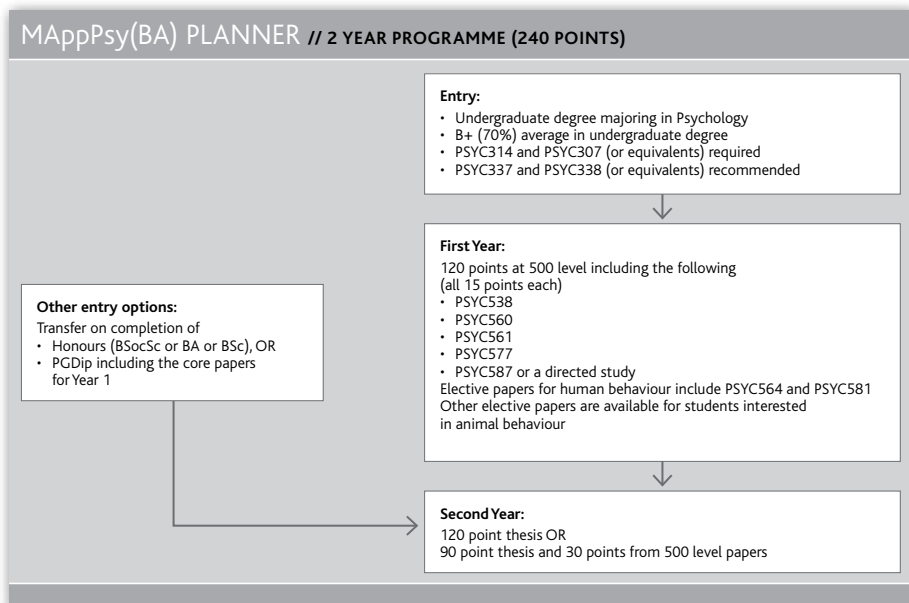 MAppPsy(BA) PLANNER // 2 YEAR PROGRAMME (240 POINTS)
Entry:
• Undergraduate degree majoring in Psychology
• B+ (70%) average in undergraduate degree
• PSYC314 and PSYC307 (or equivalents) required
• PSYC337 and PSYC338 (or equivalents) recommended
First Year:
120 points at 500 level including the following
(all 15 points each)
• PSYC538
• PSYC560
• PSYC561
• PSYC577
• PSYC587 or a directed study
Elective papers for human behaviour include PSYC564 and PSYC581
Other elective papers are available for students interested
in animal behaviour
Other entry options:
Transfer on completion of
• Honours (BSocSc or BA or BSc), OR
• PGDip including the core papers
for Year 1
Second Year:
120 point thesis OR
90 point thesis and 30 points from 500 level papers